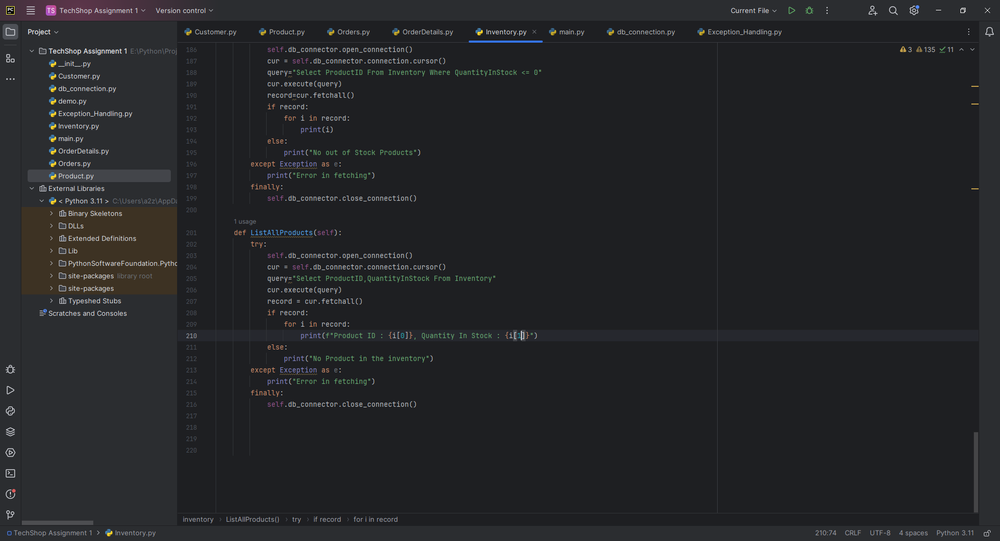 PC TS TechShop Assignment 1 Version control Current File
Project
Customer.py Product.py Orders.py OrderDetails.py Inventory.py main.py db_connection.py Exception_Handling.py
TechShop Assignment 1 E:\Python\Proj
__init__.py
Customer.py
db_connection.py
demo.py
Exception_Handling.py
Inventory.py
main.py
OrderDetails.py
Orders.py
Product.py
External Libraries
< Python 3.11 > C:\Users\a2z\AppDa
Binary Skeletons
DLLs
Extended Definitions
Lib
PythonSoftwareFoundation.Pytho
site-packages library root
site-packages
Typeshed Stubs
Scratches and Consoles
3 135 11
186 self.db_connector.open_connection()
187 cur = self.db_connector.connection.cursor()
188 query="Select ProductID From Inventory Where QuantityInStock <= 0"
189 cur.execute(query)
190 record=cur.fetchall()
191 if record:
192 for i in record:
193 print(i)
194 else:
195 print("No out of Stock Products")
196 except Exception as e:
197 print("Error in fetching")
198 finally:
199 self.db_connector.close_connection()
200
1 usage
201 def ListAllProducts(self):
202 try:
203 self.db_connector.open_connection()
204 cur = self.db_connector.connection.cursor()
205 query="Select ProductID,QuantityInStock From Inventory"
206 cur.execute(query)
207 record = cur.fetchall()
208 if record:
209 for i in record:
210 print(f"Product ID : {i[0]}, Quantity In Stock : {i[1]}")
211 else:
212 print("No Product in the inventory")
213 except Exception as e:
214 print("Error in fetching")
215 finally:
216 self.db_connector.close_connection()
217
218
219
220
inventory › ListAllProducts() › try › if record › for i in record
TechShop Assignment 1 › Inventory.py 210:74 CRLF UTF-8 4 spaces Python 3.11